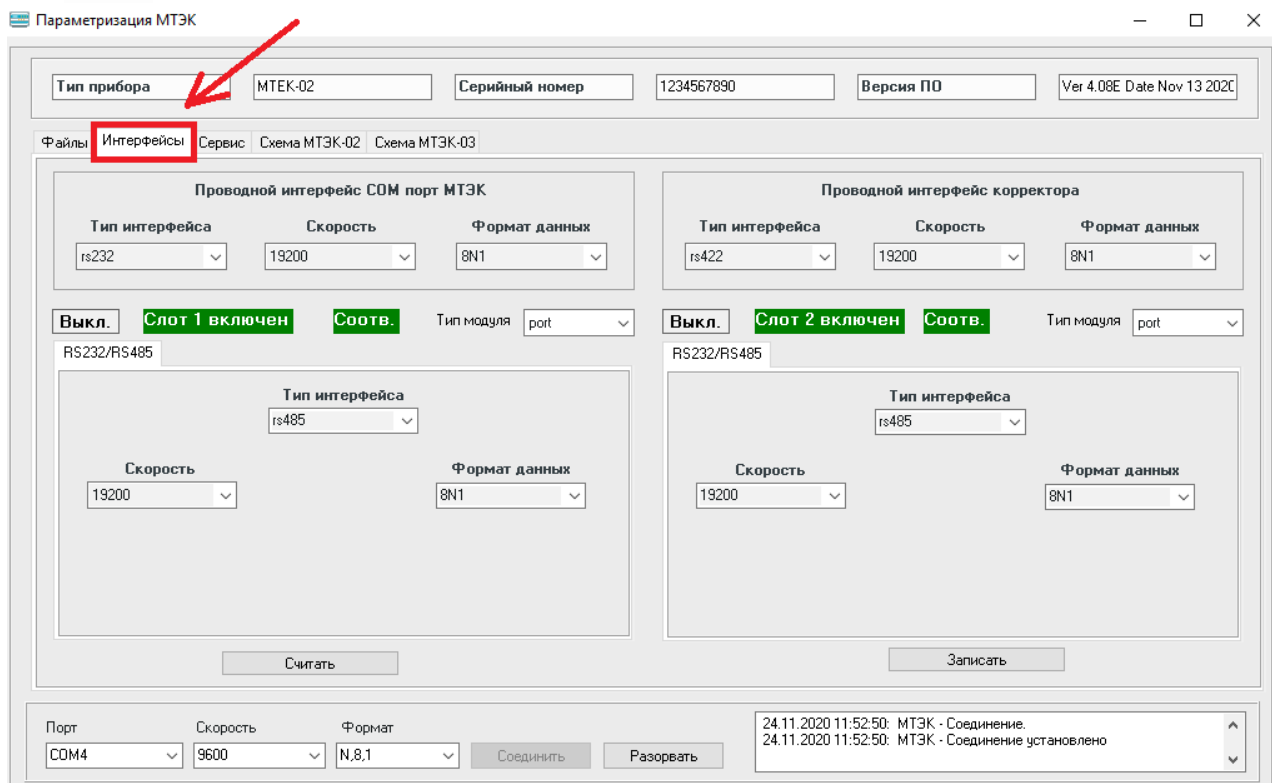 Параметризация МТЭК
Тип прибора МТЕК-02 Серийный номер 1234567890 Версия ПО Ver 4.08E Date Nov 13 2020
Файлы Интерфейсы Сервис Схема МТЭК-02 Схема МТЭК-03
Проводной интерфейс COM порт МТЭК
Тип интерфейса Скорость Формат данных
rs232 19200 8N1
Проводной интерфейс корректора
Тип интерфейса Скорость Формат данных
rs422 19200 8N1
Выкл. Слот 1 включен Соотв. Тип модуля port
RS232/RS485
Тип интерфейса
rs485
Скорость Формат данных
19200 8N1
Считать
Выкл. Слот 2 включен Соотв. Тип модуля port
RS232/RS485
Тип интерфейса
rs485
Скорость Формат данных
19200 8N1
Записать
Порт Скорость Формат
COM4 9600 N,8,1 Соединить Разорвать
24.11.2020 11:52:50: МТЭК - Соединение.
24.11.2020 11:52:50: МТЭК - Соединение установлено